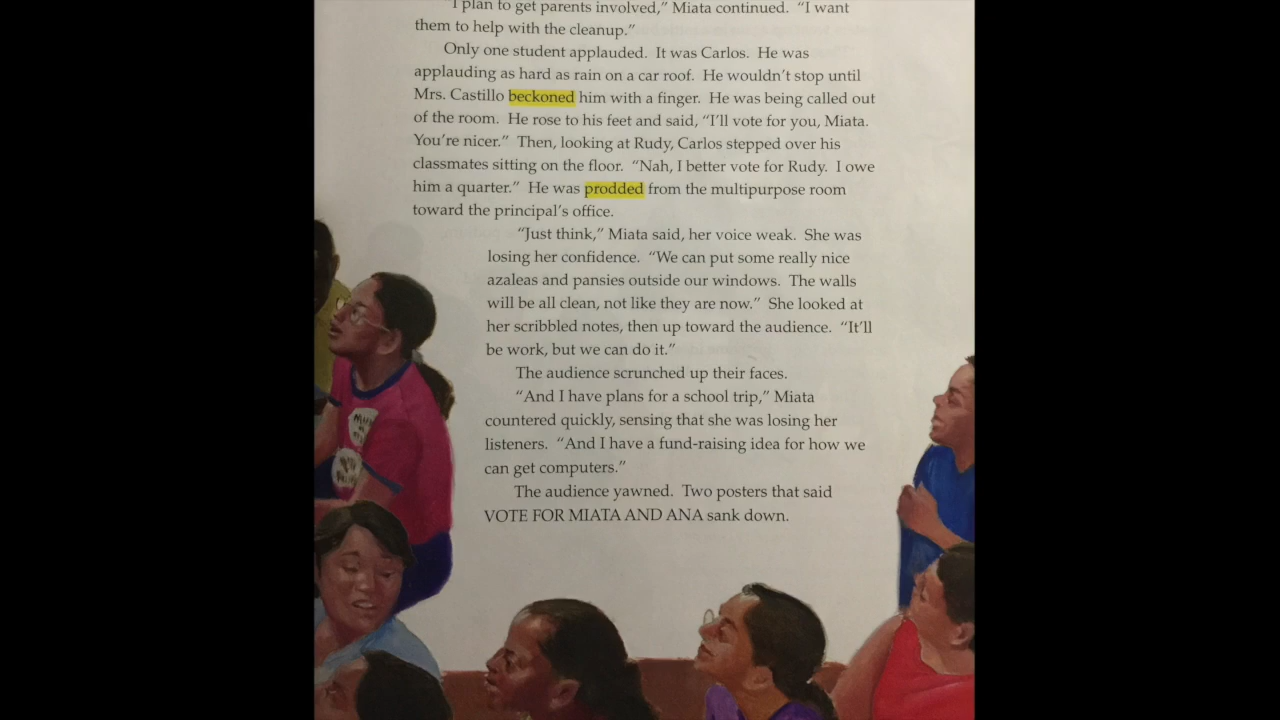 "I plan to get parents involved," Miata continued. "I want
them to help with the cleanup."
Only one student applauded. It was Carlos. He was
applauding as hard as rain on a car roof. He wouldn't stop until
Mrs. Castillo beckoned him with a finger. He was being called out
of the room. He rose to his feet and said, "I'll vote for you, Miata.
You're nicer." Then, looking at Rudy, Carlos stepped over his
classmates sitting on the floor. "Nah, I better vote for Rudy. I owe
him a quarter." He was prodded from the multipurpose room
toward the principal's office.
"Just think," Miata said, her voice weak. She was
losing her confidence. "We can put some really nice
azaleas and pansies outside our windows. The walls
will be all clean, not like they are now." She looked at
her scribbled notes, then up toward the audience. "It'll
be work, but we can do it."
The audience scrunched up their faces.
"And I have plans for a school trip," Miata
countered quickly, sensing that she was losing her
listeners. "And I have a fund-raising idea for how we
can get computers."
The audience yawned. Two posters that said
VOTE FOR MIATA AND ANA sank down.